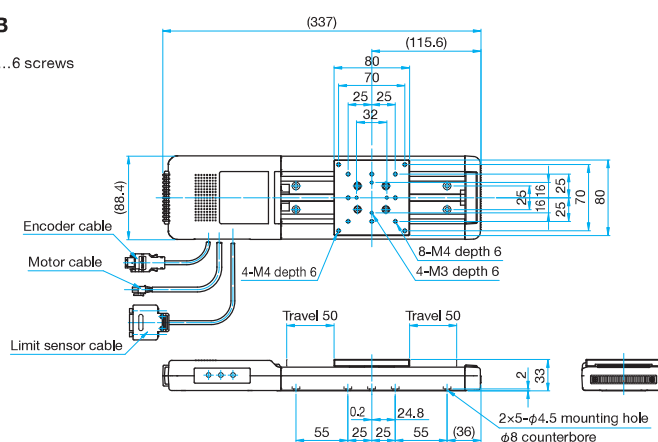 B
...6 screws
(337)
(115.6)
80
70
25 25
32
(88.4)
25
16
16
25
25
70
80
Encoder cable
Motor cable
Limit sensor cable
4-M4 depth 6
8-M4 depth 6
4-M3 depth 6
Travel 50
Travel 50
2
33
0.2
24.8
55
25
25
55
(36)
2×5-φ4.5 mounting hole
φ8 counterbore